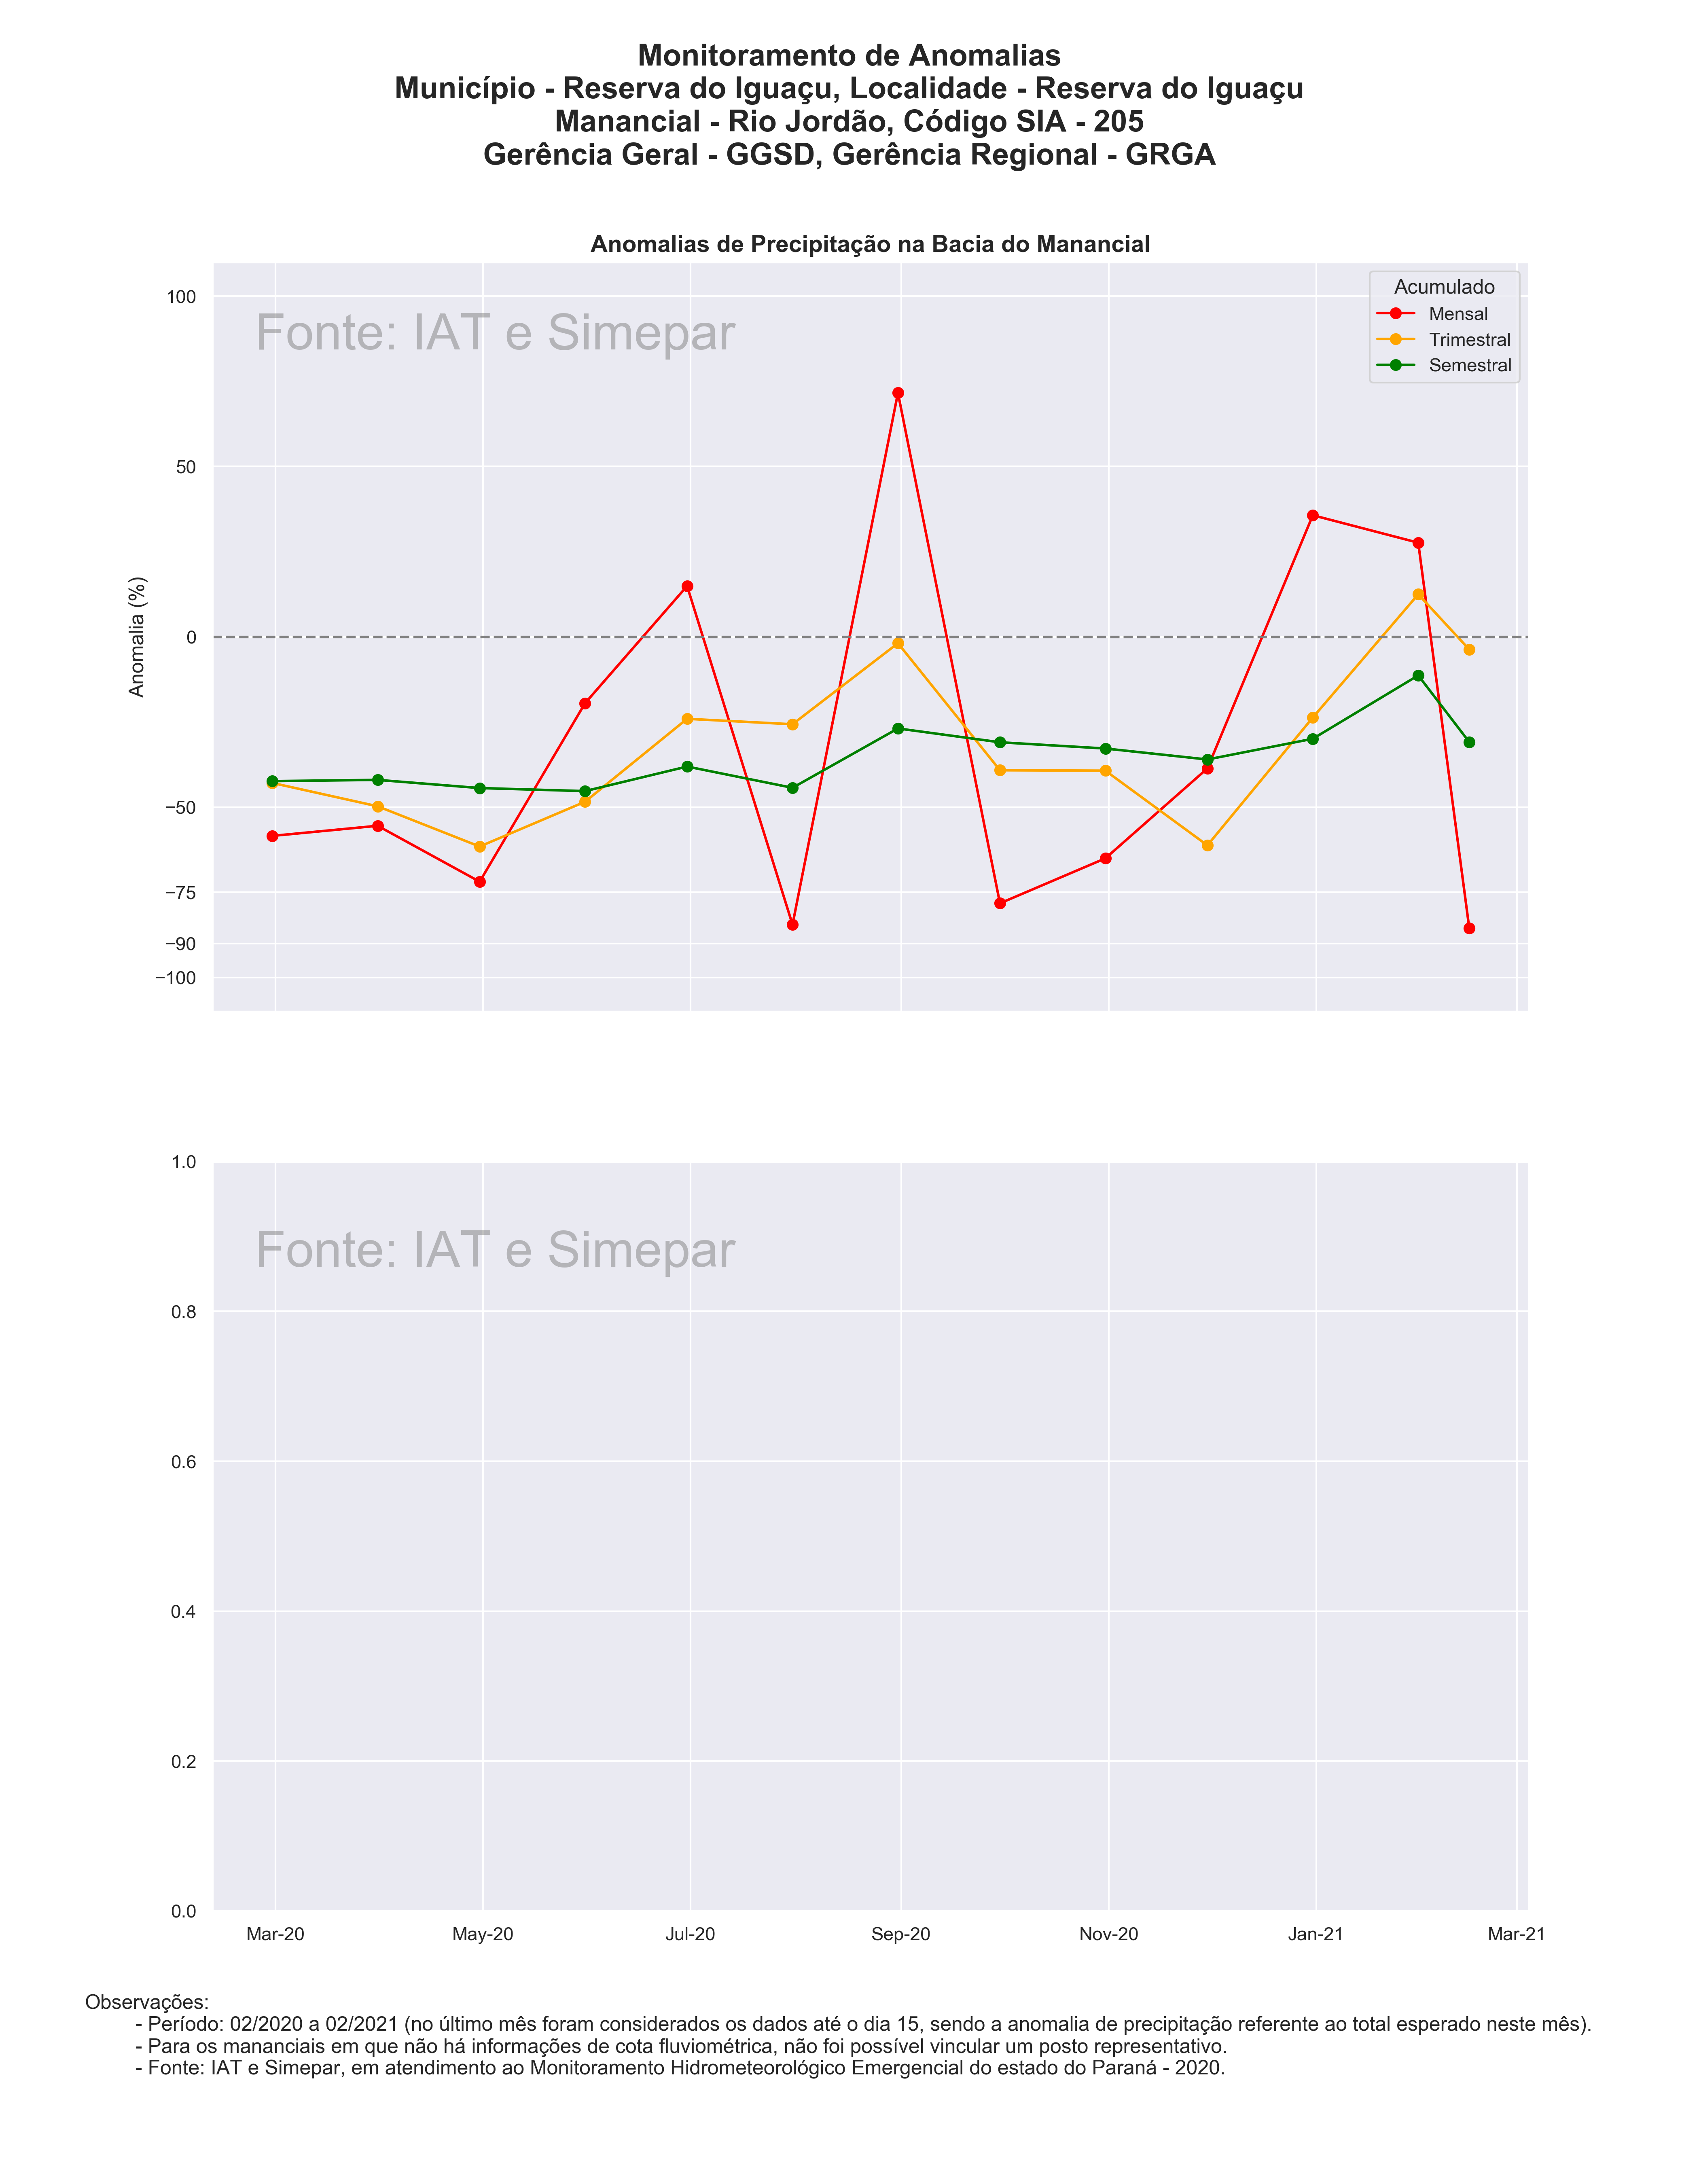 Monitoramento de Anomalias
Município - Reserva do Iguaçu, Localidade - Reserva do Iguaçu
Manancial - Rio Jordão, Código SIA - 205
Gerência Geral - GGSD, Gerência Regional - GRGA
Anomalias de Precipitação na Bacia do Manancial
Fonte: IAT e Simepar
Acumulado
Mensal
Trimestral
Semestral
Anomalia (%)
100
50
0
−50
−75
−90
−100
Fonte: IAT e Simepar
1.0
0.8
0.6
0.4
0.2
0.0
Mar-20 May-20 Jul-20 Sep-20 Nov-20 Jan-21 Mar-21
Observações:
- Período: 02/2020 a 02/2021 (no último mês foram considerados os dados até o dia 15, sendo a anomalia de precipitação referente ao total esperado neste mês).
- Para os mananciais em que não há informações de cota fluviométrica, não foi possível vincular um posto representativo.
- Fonte: IAT e Simepar, em atendimento ao Monitoramento Hidrometeorológico Emergencial do estado do Paraná - 2020.